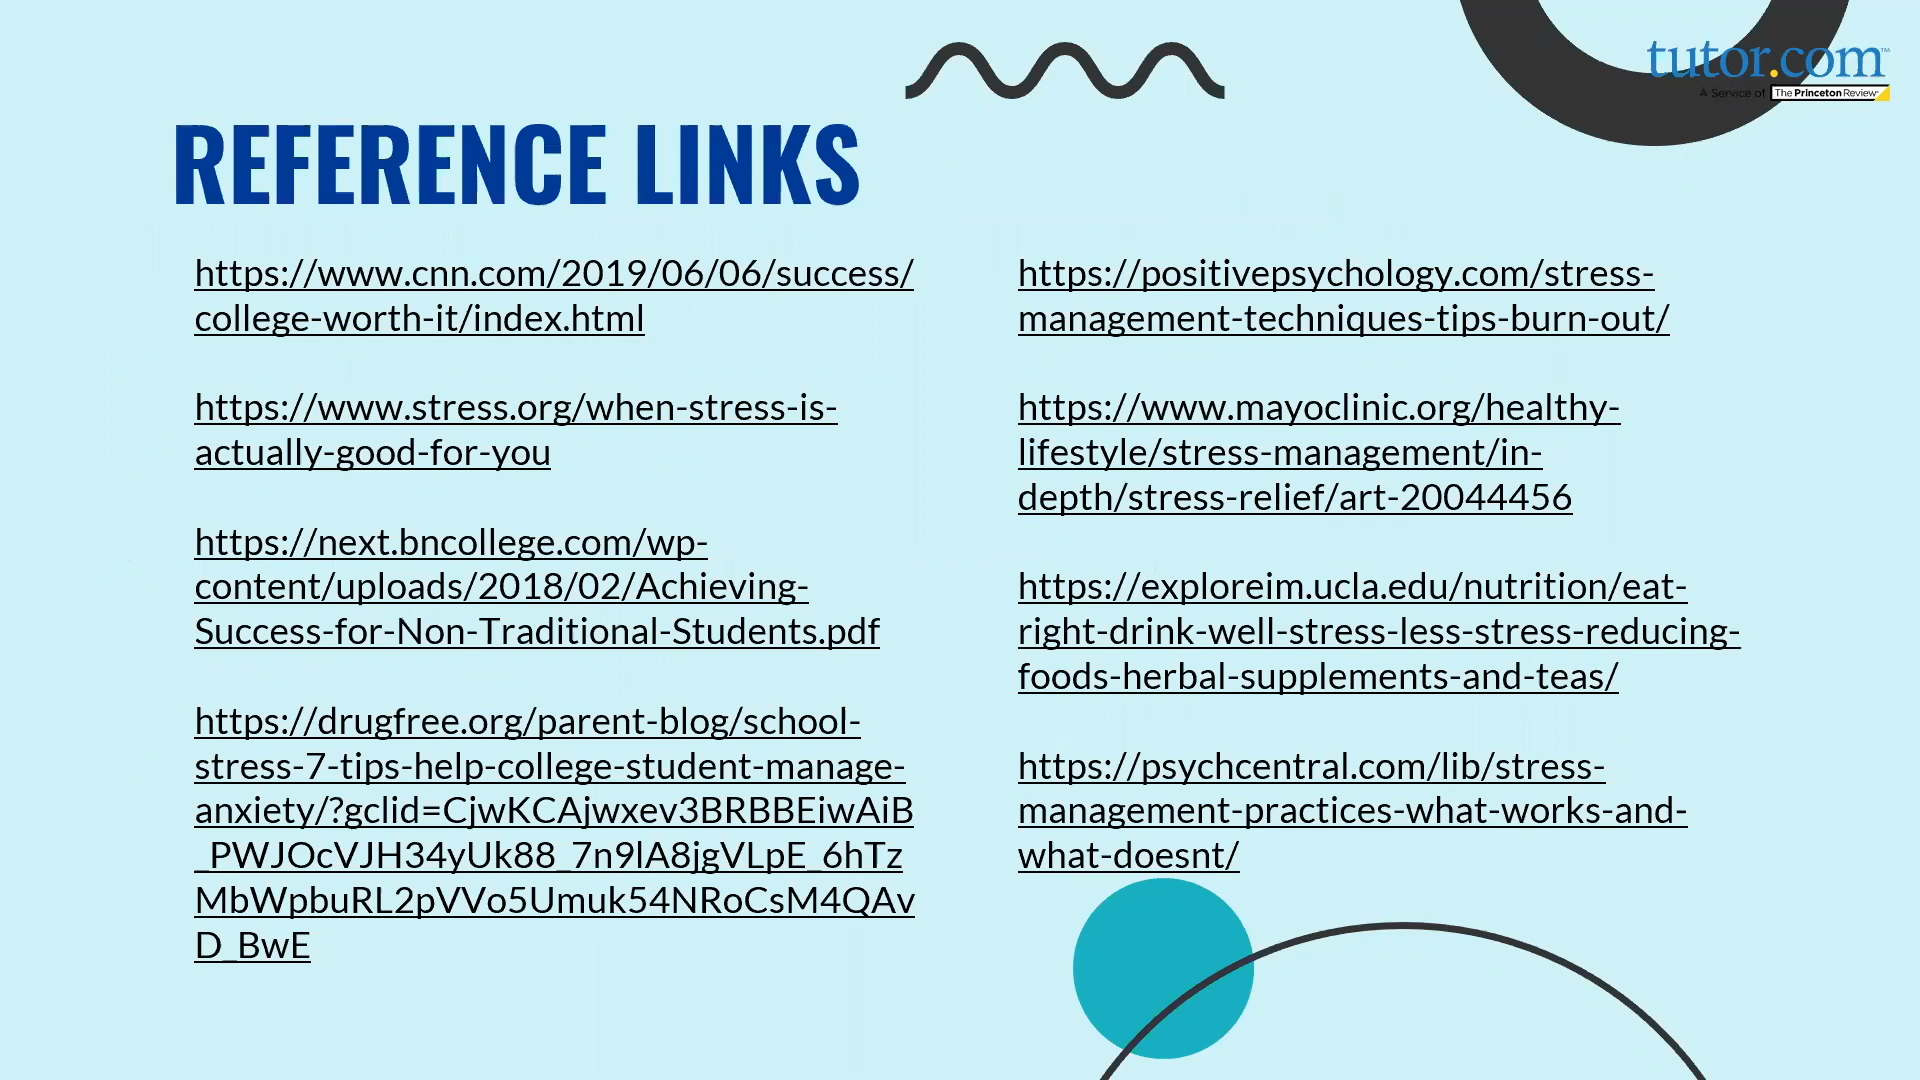 tutor.com™
A Service of The Princeton Review
REFERENCE LINKS
https://www.cnn.com/2019/06/06/success/
college-worth-it/index.html
https://www.stress.org/when-stress-is-
actually-good-for-you
https://next.bncollege.com/wp-
content/uploads/2018/02/Achieving-
Success-for-Non-Traditional-Students.pdf
https://drugfree.org/parent-blog/school-
stress-7-tips-help-college-student-manage-
anxiety/?gclid=CjwKCAjwxev3BRBBEiwAiB
_PWJOcVJH34yUk88_7n9lA8jgVLpE_6hTz
MbWpbuRL2pVVo5Umuk54NRoCsM4QAv
D_BwE
https://positivepsychology.com/stress-
management-techniques-tips-burn-out/
https://www.mayoclinic.org/healthy-
lifestyle/stress-management/in-
depth/stress-relief/art-20044456
https://exploreim.ucla.edu/nutrition/eat-
right-drink-well-stress-less-stress-reducing-
foods-herbal-supplements-and-teas/
https://psychcentral.com/lib/stress-
management-practices-what-works-and-
what-doesnt/